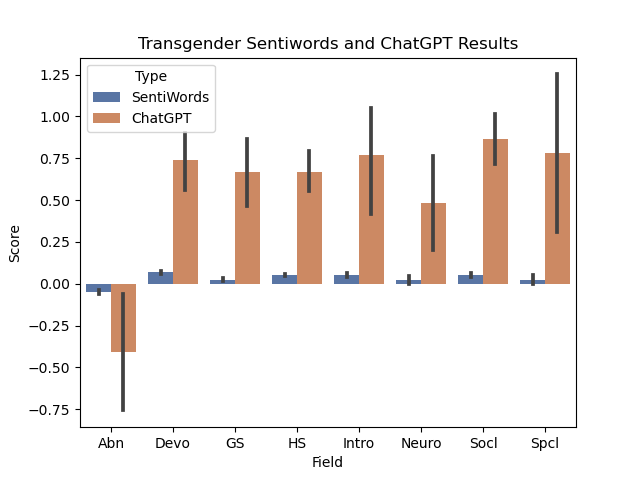 Transgender Sentiwords and ChatGPT Results
Type
SentiWords
ChatGPT
Score
1.25
1.00
0.75
0.50
0.25
0.00
−0.25
−0.50
−0.75
Abn Devo GS HS Intro Neuro Socl Spcl
Field